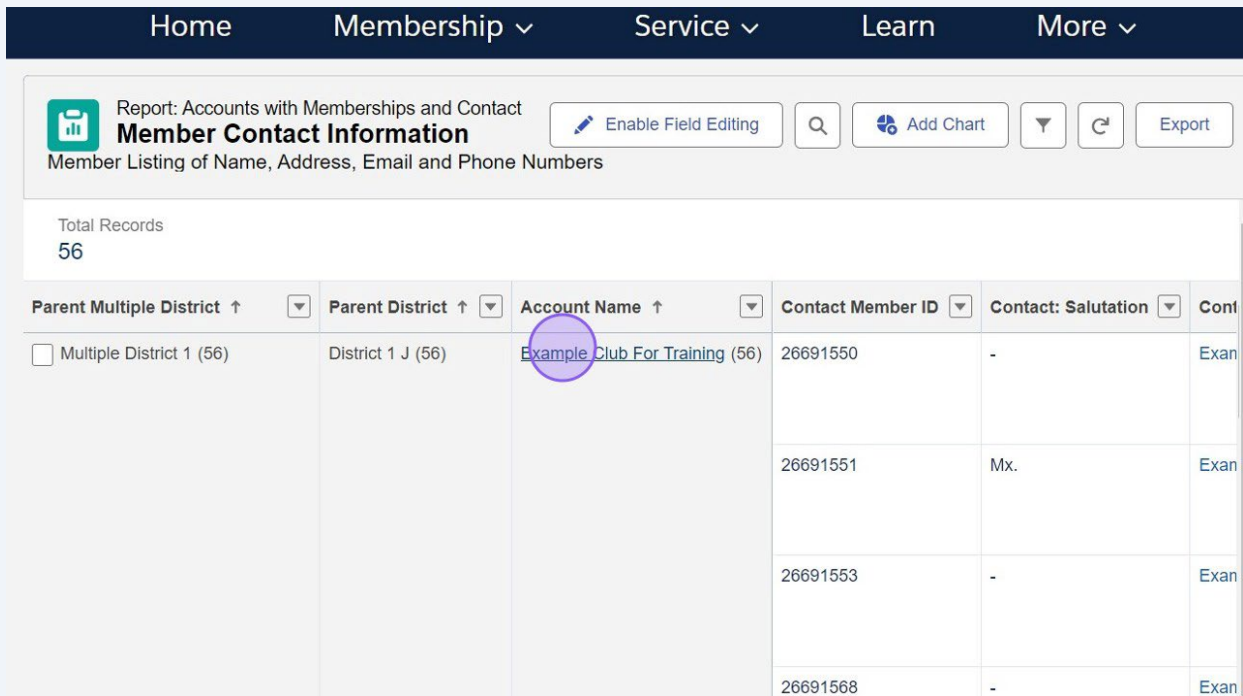 Home Membership Service Learn More
Report: Accounts with Memberships and Contact
Member Contact Information
Member Listing of Name, Address, Email and Phone Numbers
Enable Field Editing Add Chart Export
Total Records
56
Parent Multiple District ↑ Parent District ↑ Account Name ↑ Contact Member ID Contact: Salutation
Multiple District 1 (56) District 1 J (56) Example Club For Training (56) 26691550 -
26691551 Mx.
26691553 -
26691568 -